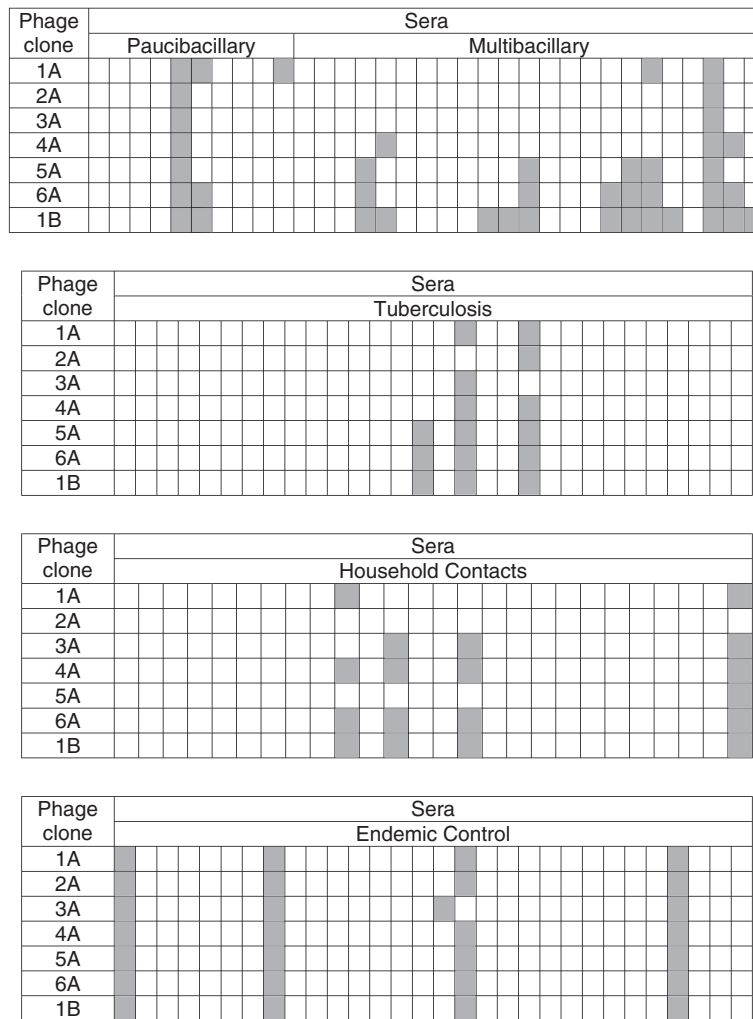 Phage clone Sera
Paucibacillary Multibacillary
1A
2A
3A
4A
5A
6A
1B
Phage clone Sera
Tuberculosis
1A
2A
3A
4A
5A
6A
1B
Phage clone Sera
Household Contacts
1A
2A
3A
4A
5A
6A
1B
Phage clone Sera
Endemic Control
1A
2A
3A
4A
5A
6A
1B